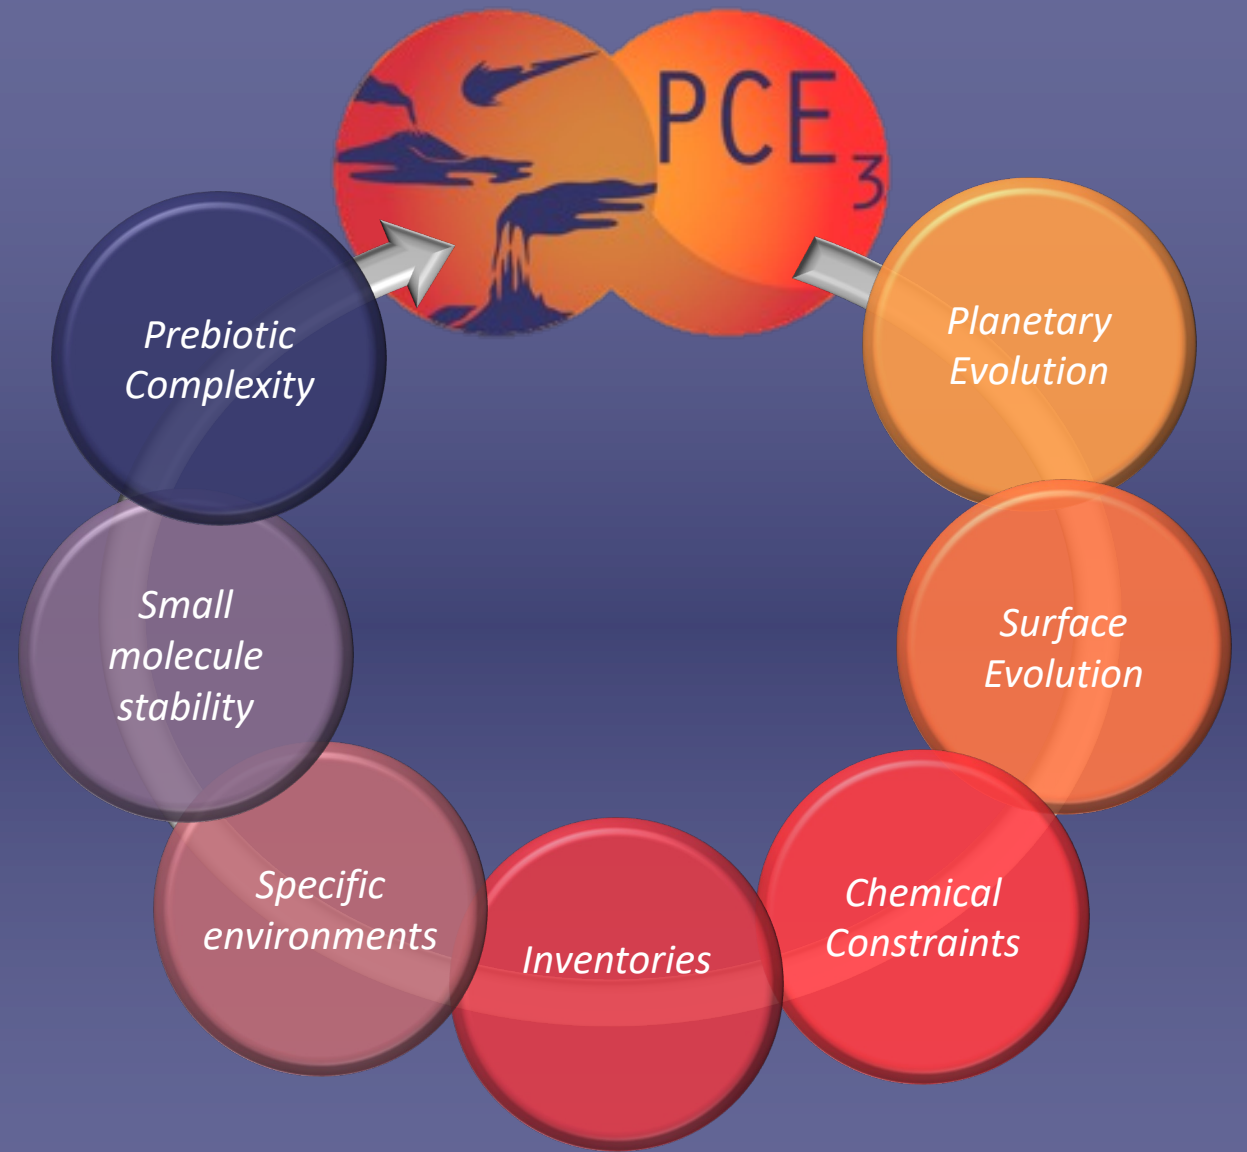 PCE3
Planetary
Evolution
Surface
Evolution
Chemical
Constraints
Inventories
Specific
environments
Small
molecule
stability
Prebiotic
Complexity